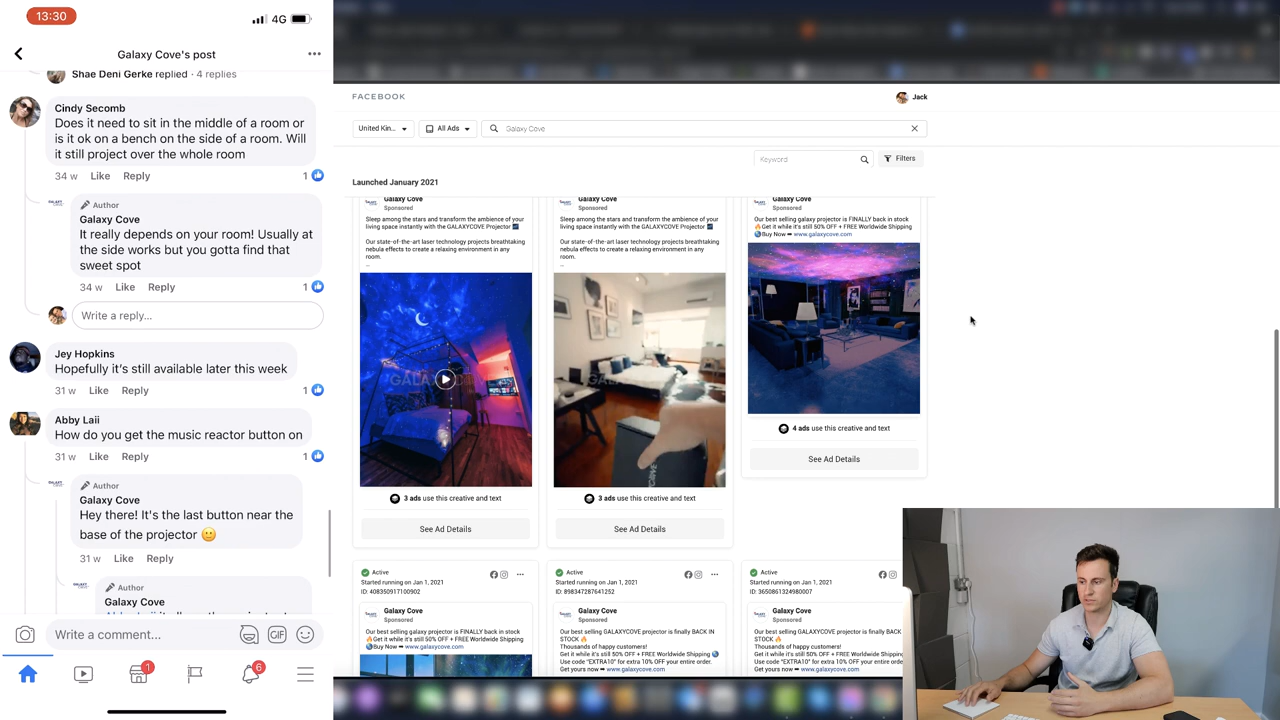 13:30
4G
Galaxy Cove's post
Shae Deni Gerke replied · 4 replies
Cindy Secomb
Does it need to sit in the middle of a room or
is it ok on a bench on the side of a room. Will
it still project over the whole room
34 w Like Reply 1
Author
Galaxy Cove
It really depends on your room! Usually at
the side works but you gotta find that
sweet spot
34 w Like Reply 1
Write a reply...
Jey Hopkins
Hopefully it's still available later this week
31 w Like Reply 1
Abby Laii
How do you get the music reactor button on
31 w Like Reply 1
Author
Galaxy Cove
Hey there! It's the last button near the
base of the projector 🙂
31 w Like Reply
Author
Galaxy Cove
Write a comment...
GIF
1
6
FACEBOOK
Jack
United Kin...
All Ads
Galaxy Cove
Keyword
Filters
Launched January 2021
Galaxy Cove
Sponsored
Sleep among the stars and transform the ambience of your
living space instantly with the GALAXYCOVE Projector 🌌
Our state-of-the-art laser technology projects breathtaking
nebula effects to create a relaxing environment in any
room.
...
3 ads use this creative and text
See Ad Details
Galaxy Cove
Sponsored
Sleep among the stars and transform the ambience of your
living space instantly with the GALAXYCOVE Projector 🌌
Our state-of-the-art laser technology projects breathtaking
nebula effects to create a relaxing environment in any
room.
...
3 ads use this creative and text
See Ad Details
Galaxy Cove
Sponsored
Our best selling galaxy projector is FINALLY back in stock
🔥Get it while it's still 50% OFF + FREE Worldwide Shipping
🌎Buy Now ➡ www.galaxycove.com
4 ads use this creative and text
See Ad Details
Active
Started running on Jan 1, 2021
ID: 408350917100902
Galaxy Cove
Sponsored
Our best selling galaxy projector is FINALLY back in stock
🔥Get it while it's still 50% OFF + FREE Worldwide Shipping
🌎Buy Now ➡ www.galaxycove.com
Active
Started running on Jan 1, 2021
ID: 898347287641252
Galaxy Cove
Sponsored
Our best selling GALAXYCOVE projector is finally BACK IN
STOCK 🔥
Thousands of happy customers!
Get it while it's still 50% OFF + FREE Worldwide Shipping 🌎
Use code "EXTRA10" for extra 10% off your entire order.
Get yours now ➡ www.galaxycove.com
Active
Started running on Jan 1, 2021
ID: 3650861324980007
Galaxy Cove
Sponsored
Our best selling GALAXYCOVE projector is finally BACK
STOCK 🔥
Thousands of happy customers!
Get it while it's still 50% OFF + FREE Worldwide Ship
Use code "EXTRA10" for extra 10% off your entire
Get yours now ➡ www.galaxycove.com